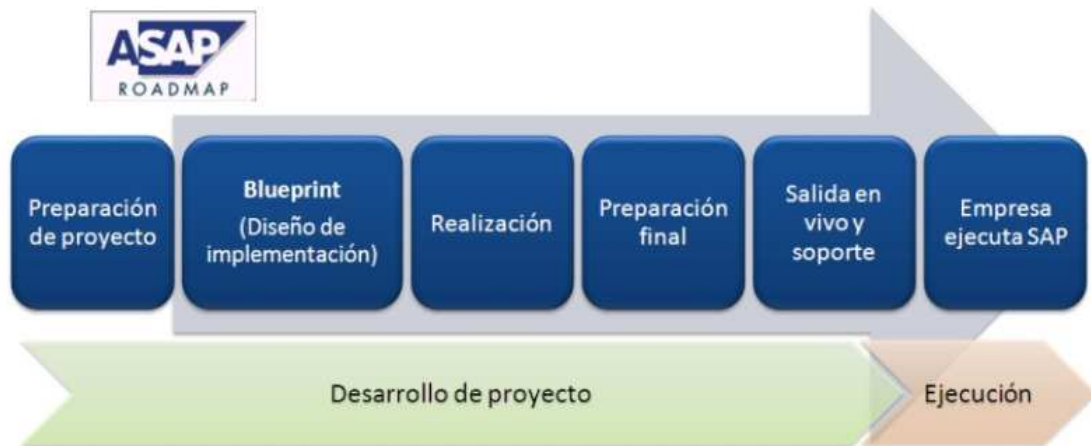 ASAP
ROADMAP
Preparación
de proyecto
Blueprint
(Diseño de
implementación)
Realización
Preparación
final
Salida en
vivo y
soporte
Empresa
ejecuta SAP
Desarrollo de proyecto
Ejecución